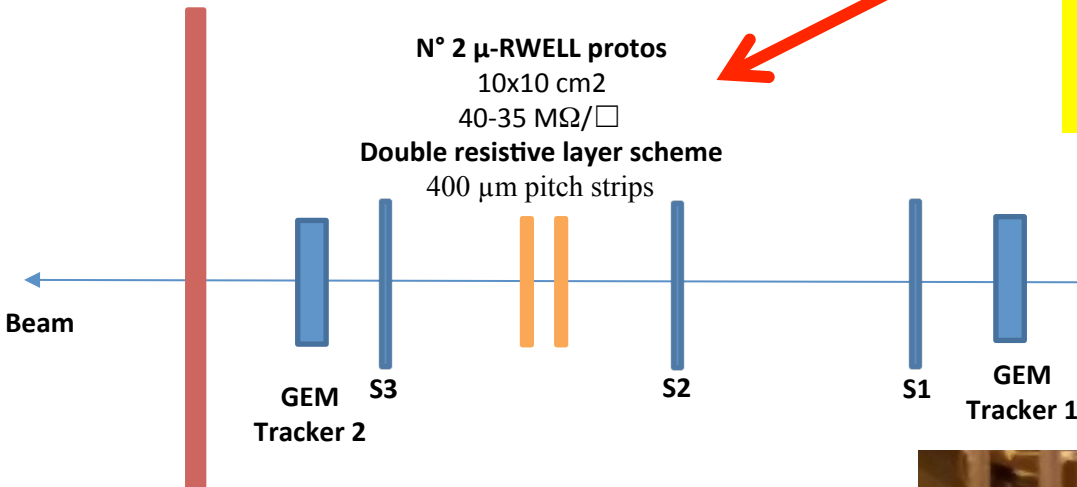 N° 2 µ-RWELL protos
10x10 cm2
40-35 MΩ/□
Double resistive layer scheme
400 µm pitch strips
Beam
GEM
Tracker 2
S3
S2
S1
GEM
Tracker 1